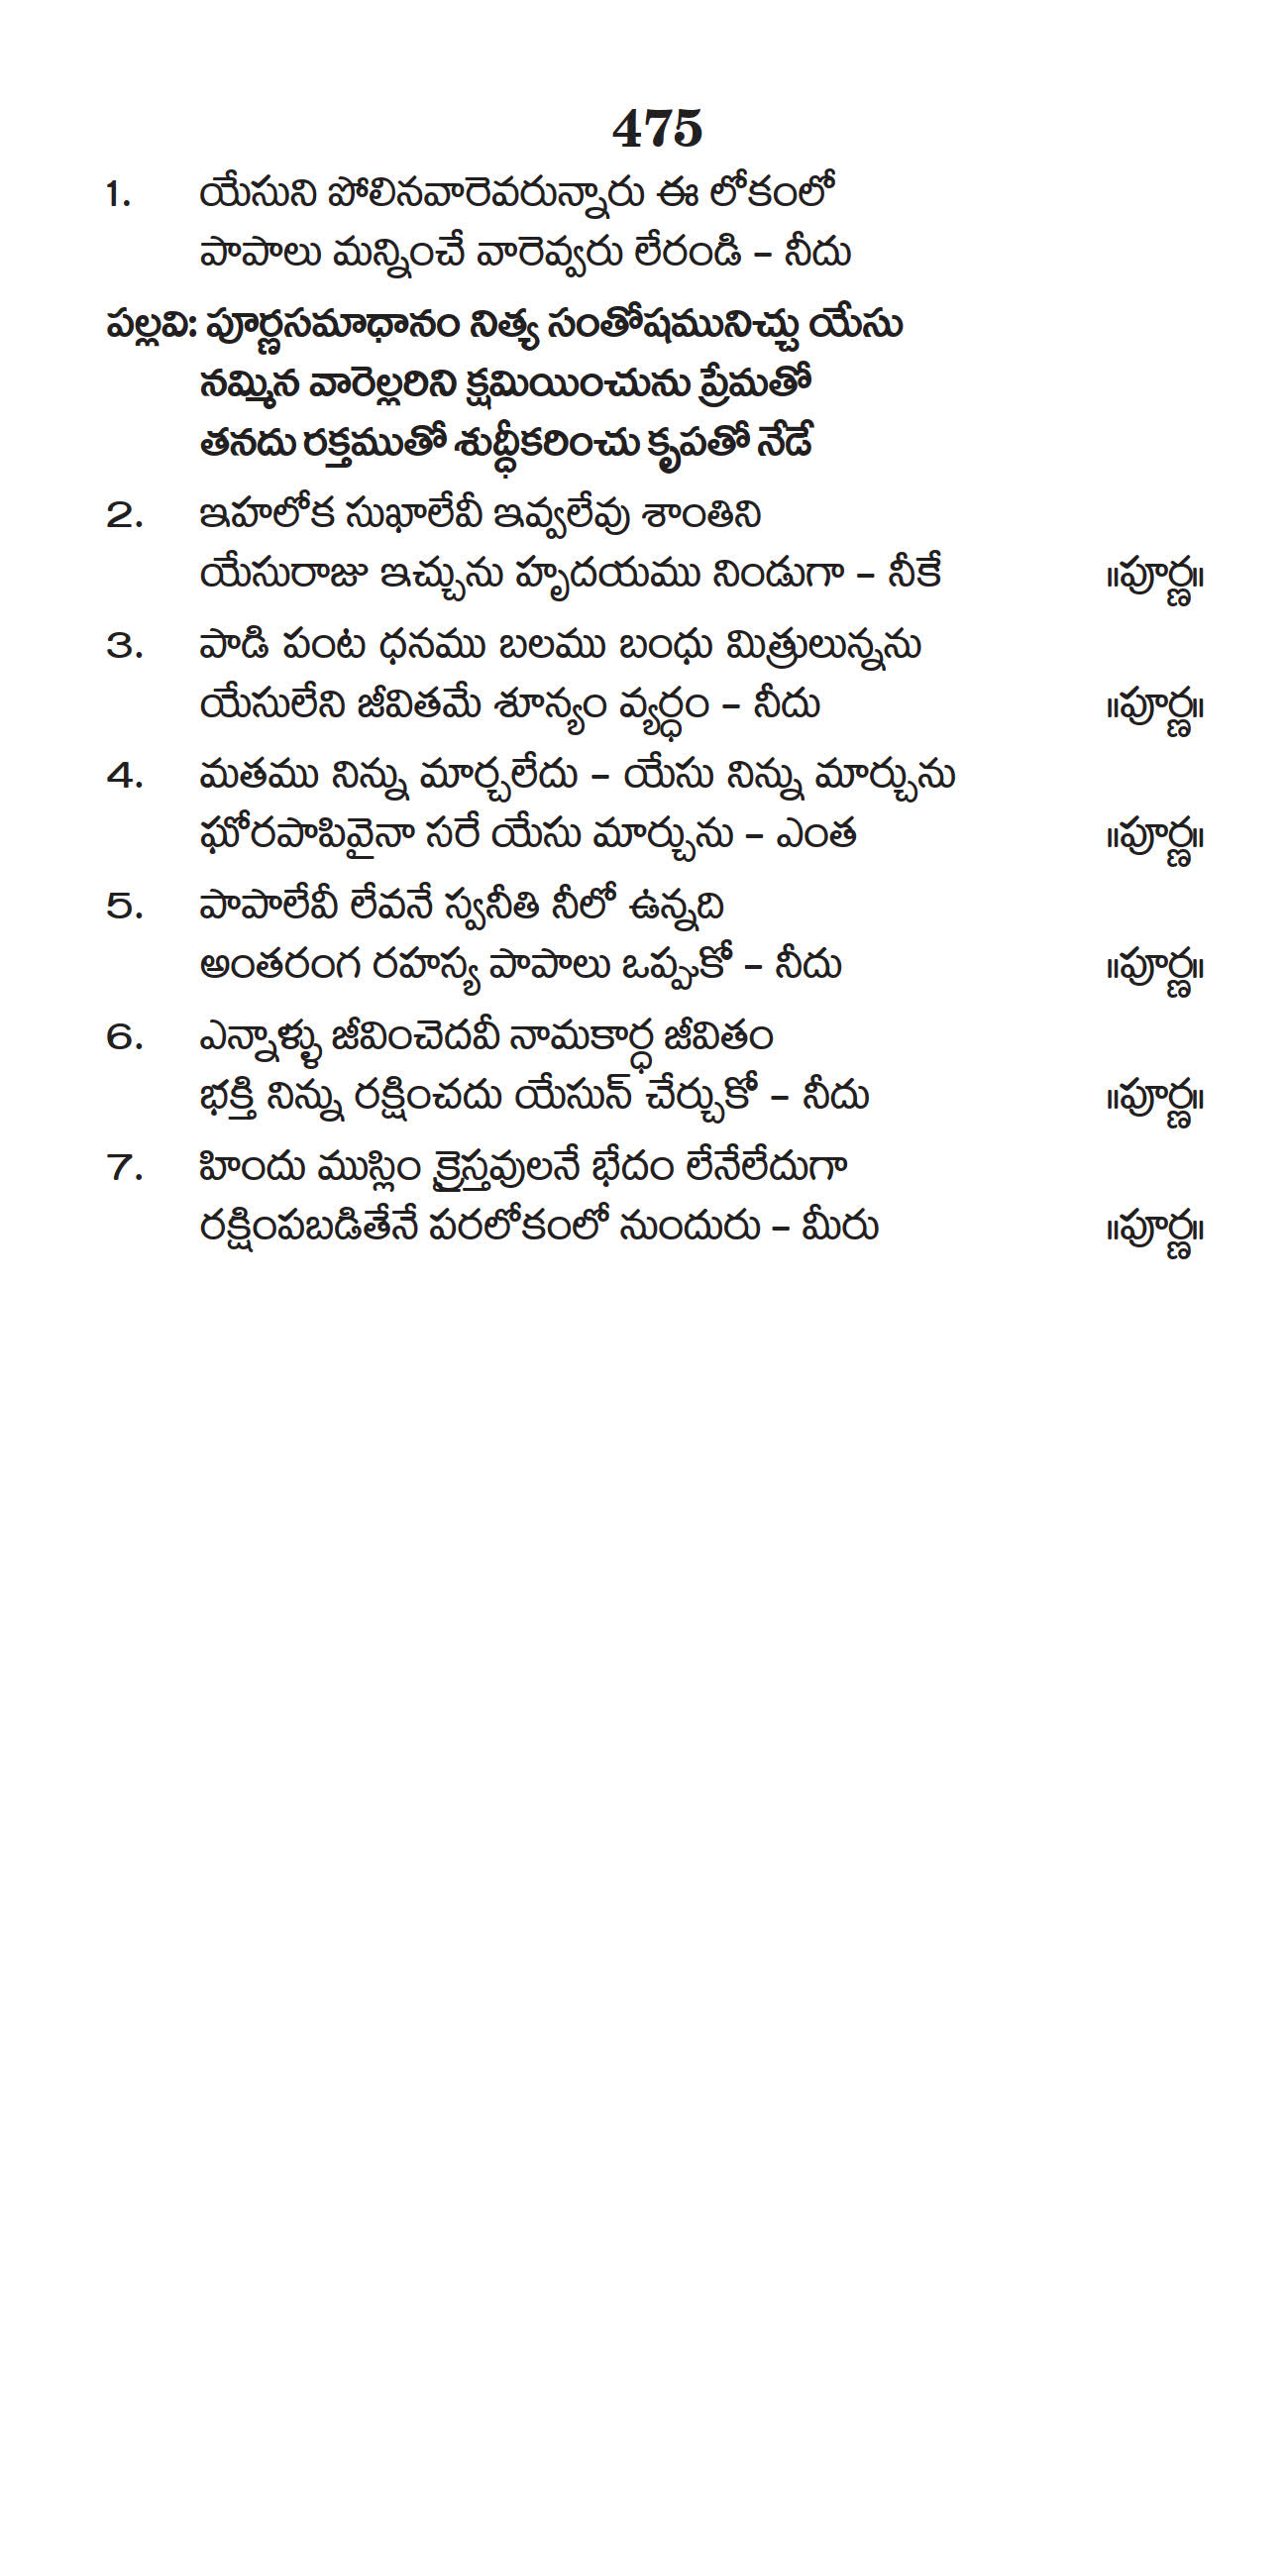 475
1. యేసుని పోలినవారెవరున్నారు ఈ లోకంలో
పాపాలు మన్నించే వారెవ్వరు లేరండి – నీదు
పల్లవి: పూర్ణసమాధానం నిత్య సంతోషమునిచ్చు యేసు
నమ్మిన వారెల్లరిని క్షమియించును ప్రేమతో
తనదు రక్తముతో శుద్ధీకరించు కృపతో నేడే
2. ఇహలోక సుఖాలేవీ ఇవ్వలేవు శాంతిని
యేసురాజు ఇచ్చును హృదయము నిండుగా – నీకే ॥పూర్ణ॥
3. పాడి పంట ధనము బలము బంధు మిత్రులున్నను
యేసులేని జీవితమే శూన్యం వ్యర్ధం – నీదు ॥పూర్ణ॥
4. మతము నిన్ను మార్చలేదు – యేసు నిన్ను మార్చును
ఘోరపాపివైనా సరే యేసు మార్చును – ఎంత ॥పూర్ణ॥
5. పాపాలేవీ లేవనే స్వనీతి నీలో ఉన్నది
అంతరంగ రహస్య పాపాలు ఒప్పుకో – నీదు ॥పూర్ణ॥
6. ఎన్నాళ్ళు జీవించెదవీ నామకార్ధ జీవితం
భక్తి నిన్ను రక్షించదు యేసున్ చేర్చుకో – నీదు ॥పూర్ణ॥
7. హిందు ముస్లిం క్రైస్తవులనే భేదం లేనేలేదుగా
రక్షింపబడితేనే పరలోకంలో నుందురు – మీరు ॥పూర్ణ॥